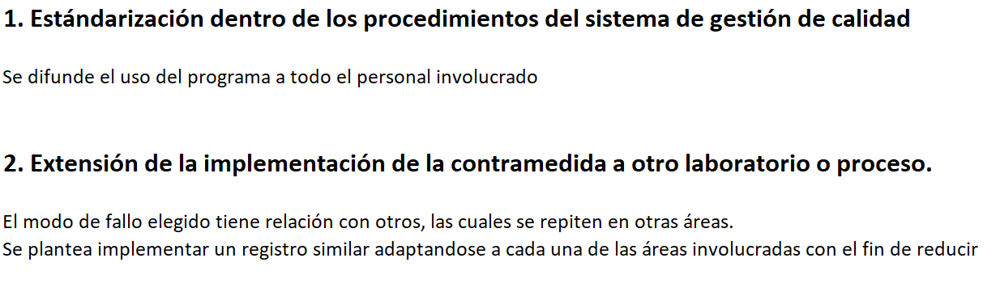 1. Estándarización dentro de los procedimientos del sistema de gestión de calidad
Se difunde el uso del programa a todo el personal involucrado
2. Extensión de la implementación de la contramedida a otro laboratorio o proceso.
El modo de fallo elegido tiene relación con otros, las cuales se repiten en otras áreas.
Se plantea implementar un registro similar adaptandose a cada una de las áreas involucradas con el fin de reducir